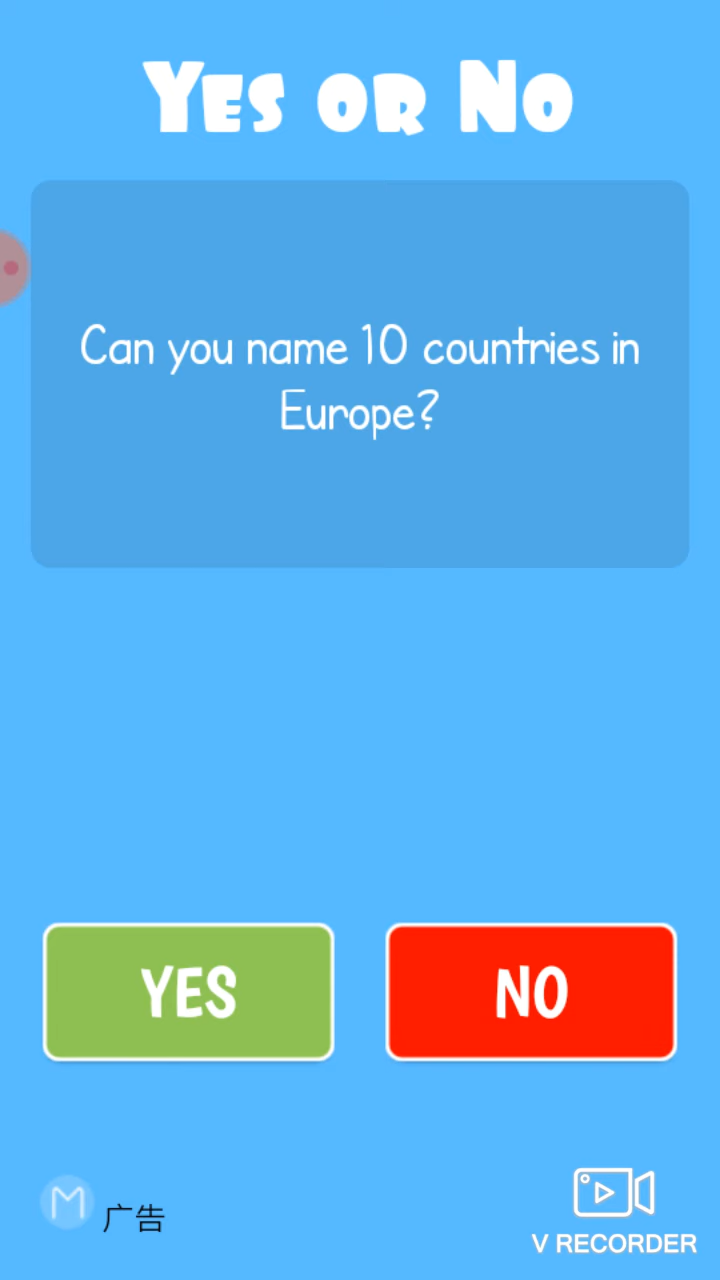 Yes or No
Can you name 10 countries in
Europe?
YES
NO
M
广告
V RECORDER